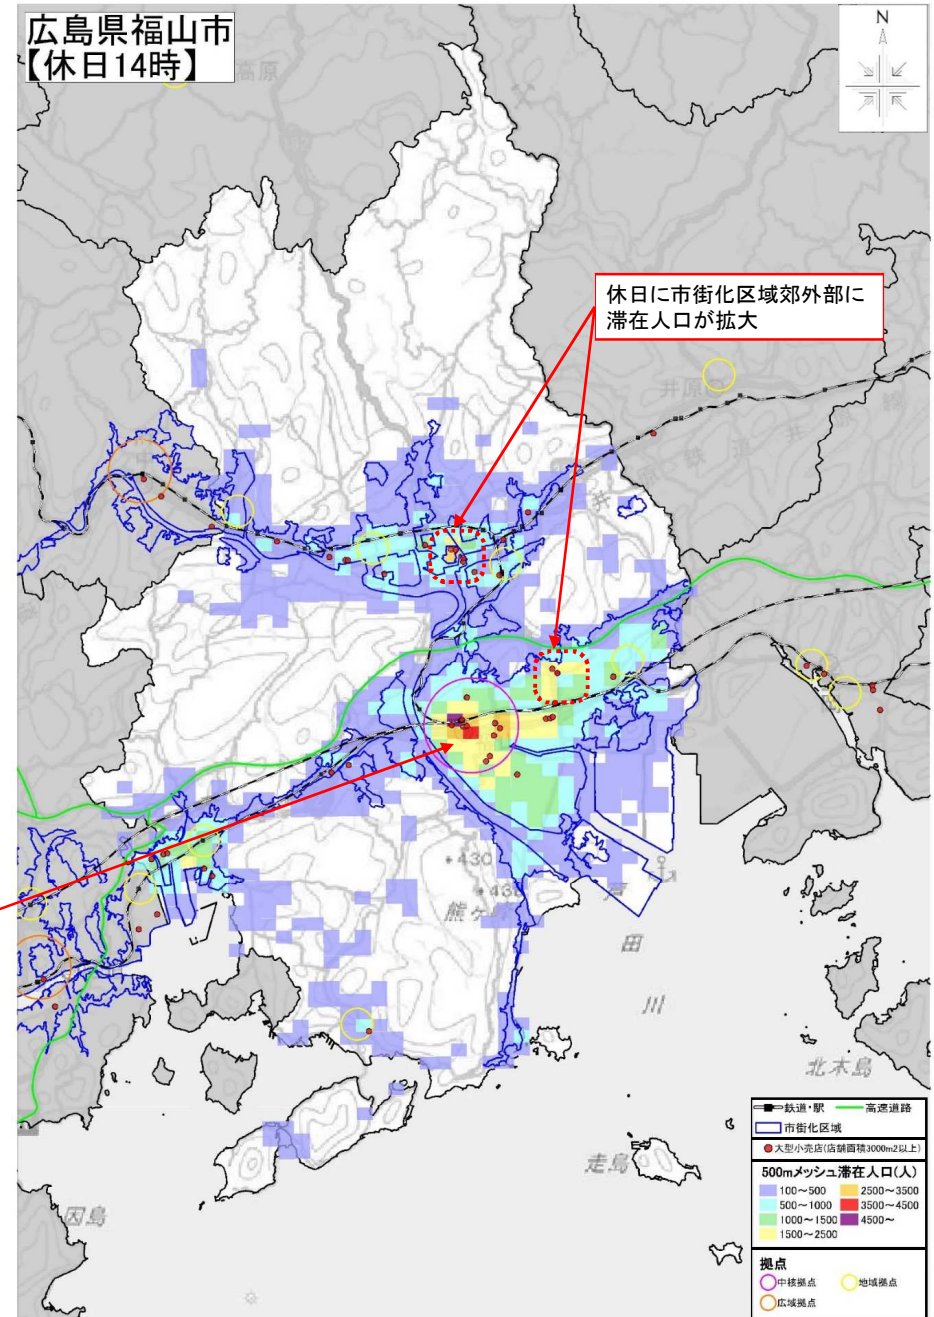 広島県福山市
【休日14時】
高原
N
休日に市街化区域郊外部に
滞在人口が拡大
井原
・430
熊ヶ
田
川
北木島
走島
因島
鉄道・駅
高速道路
市街化区域
大型小売店(店舗面積3000m2以上)
500mメッシュ滞在人口(人)
100～500
2500～3500
500～1000
3500～4500
1000～1500
4500～
1500～2500
拠点
中核拠点
地域拠点
広域拠点